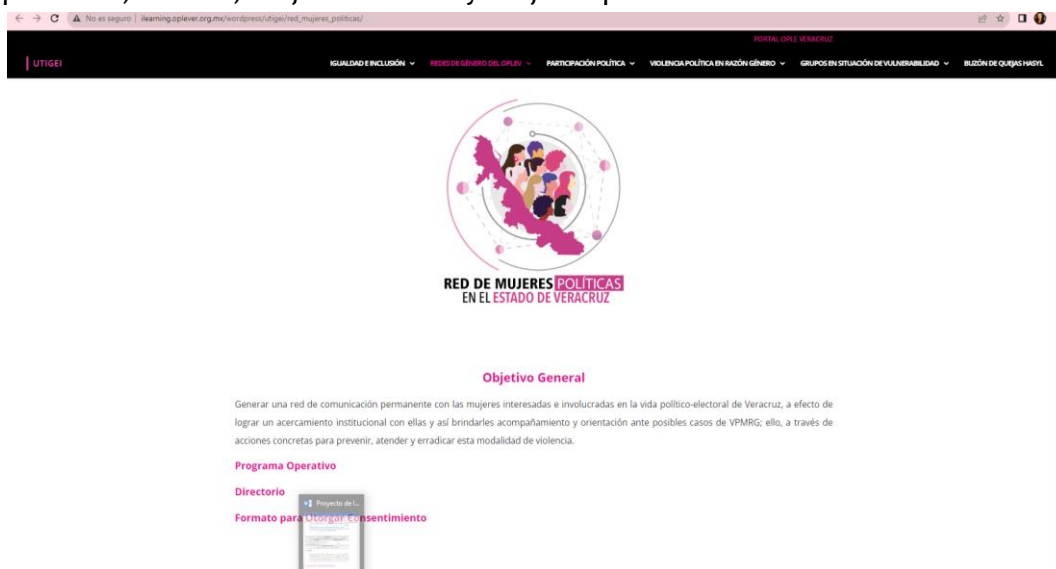 No es seguro | ilearning.oplever.org.mx/wordpress/utigei/red_mujeres_politicas/
PORTAL OPLE VERACRUZ
UTIGEI
IGUALDAD E INCLUSIÓN
REDES DE GÉNERO DEL OPLEV
PARTICIPACIÓN POLÍTICA
VIOLENCIA POLÍTICA EN RAZÓN GÉNERO
GRUPOS EN SITUACIÓN DE VULNERABILIDAD
BUZÓN DE QUEJAS HASYL
RED DE MUJERES POLÍTICAS
EN EL ESTADO DE VERACRUZ
Objetivo General
Generar una red de comunicación permanente con las mujeres interesadas e involucradas en la vida político-electoral de Veracruz, a efecto de
lograr un acercamiento institucional con ellas y así brindarles acompañamiento y orientación ante posibles casos de VPMRG; ello, a través de
acciones concretas para prevenir, atender y erradicar esta modalidad de violencia.
Programa Operativo
Directorio
Proyecto de l...
Formato para Otorgar Consentimiento